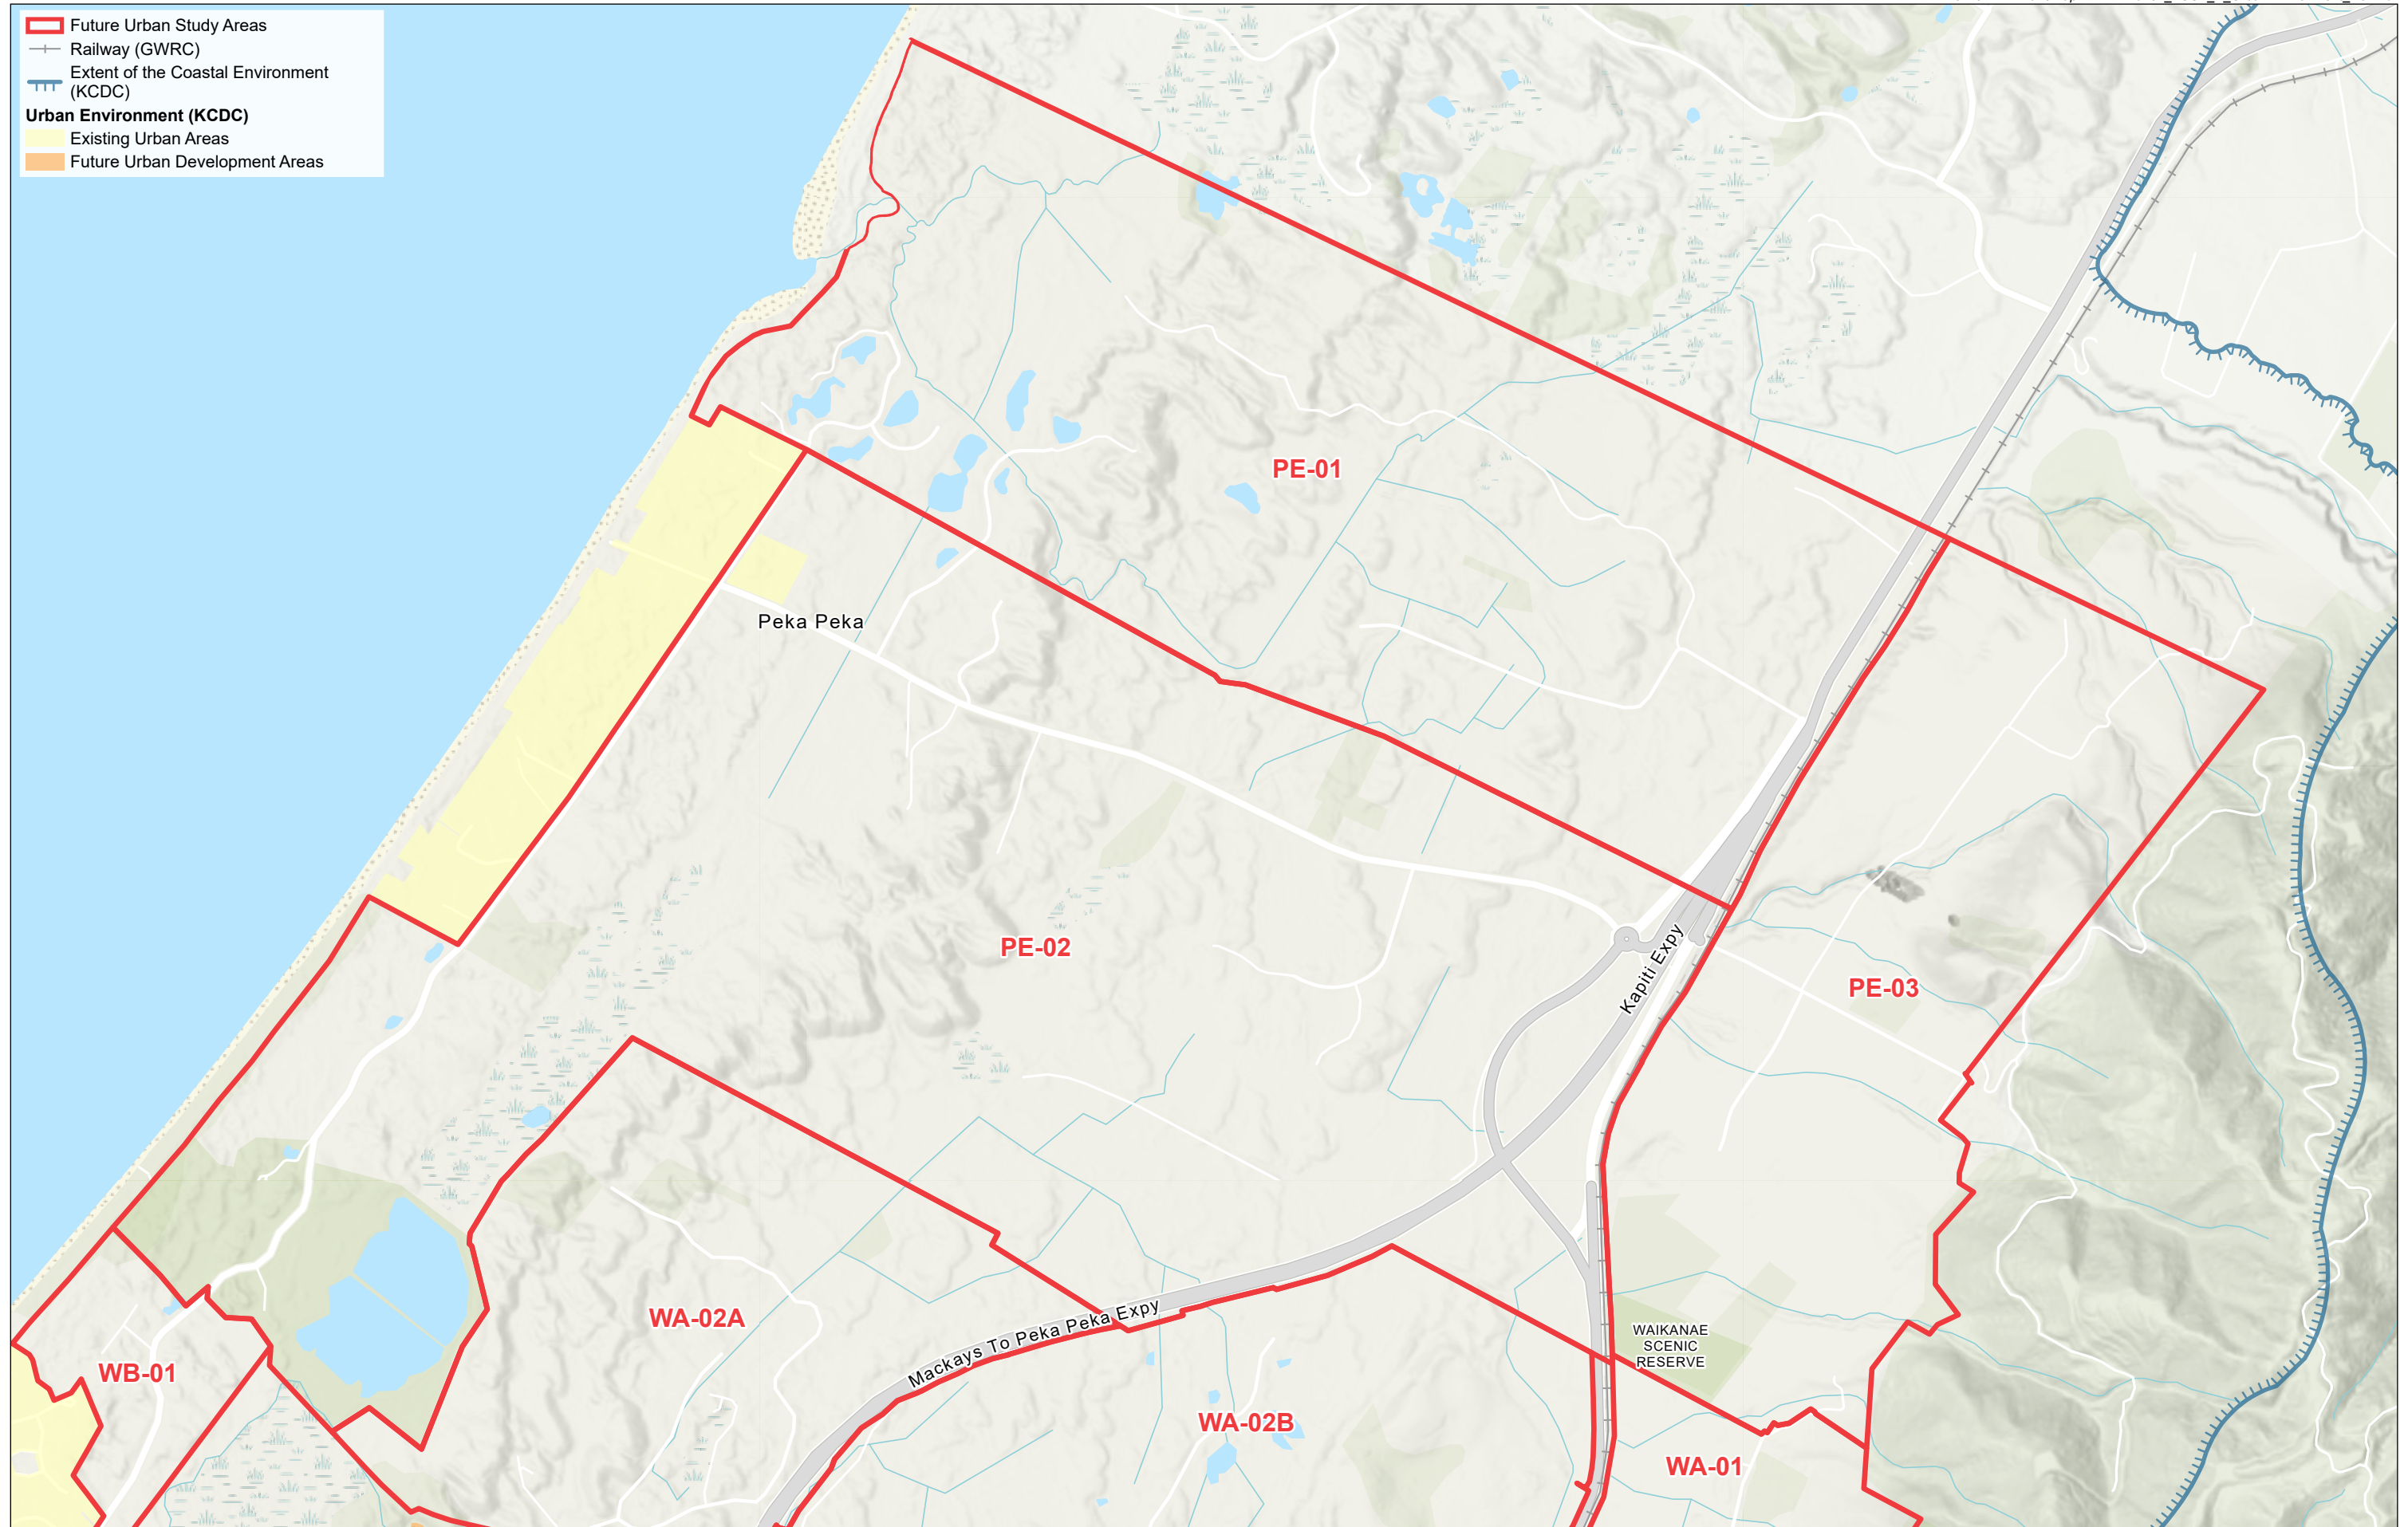 Future Urban Study Areas
Railway (GWRC)
Extent of the Coastal Environment
(KCDC)
Urban Environment (KCDC)
Existing Urban Areas
Future Urban Development Areas
PE-01
Peka Peka
PE-02
Kapiti Expy
PE-03
WA-02A
Mackays To Peka Peka Expy
WAIKANAE
SCENIC
RESERVE
WB-01
WA-02B
WA-01